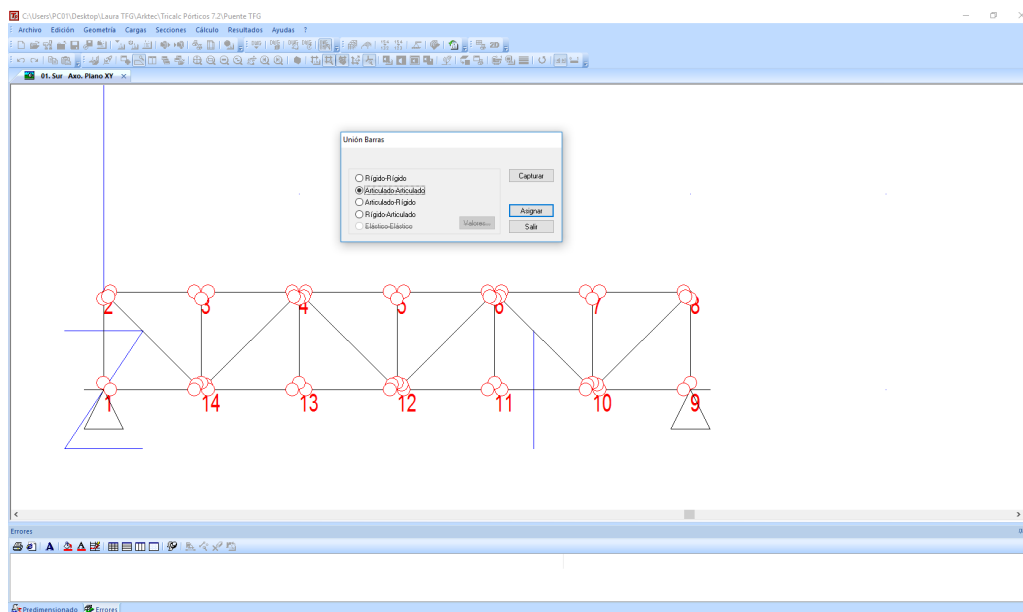 C:\Users\PC01\Desktop\Laura TFG\Arktec\Tricalc Pórticos 7.2\Puente TFG
Archivo Edición Geometría Cargas Secciones Cálculo Resultados Ayudas ?
2D
01. Sur Axo. Plano XY
Unión Barras
Rígido-Rígido
Capturar
Articulado-Articulado
Articulado-Rígido
Asignar
Rígido-Articulado
Valores...
Elástico-Elástico
Salir
2 3 4 5 6 7 8
1 14 13 12 11 10 9
Errores
Predimensionado Errores